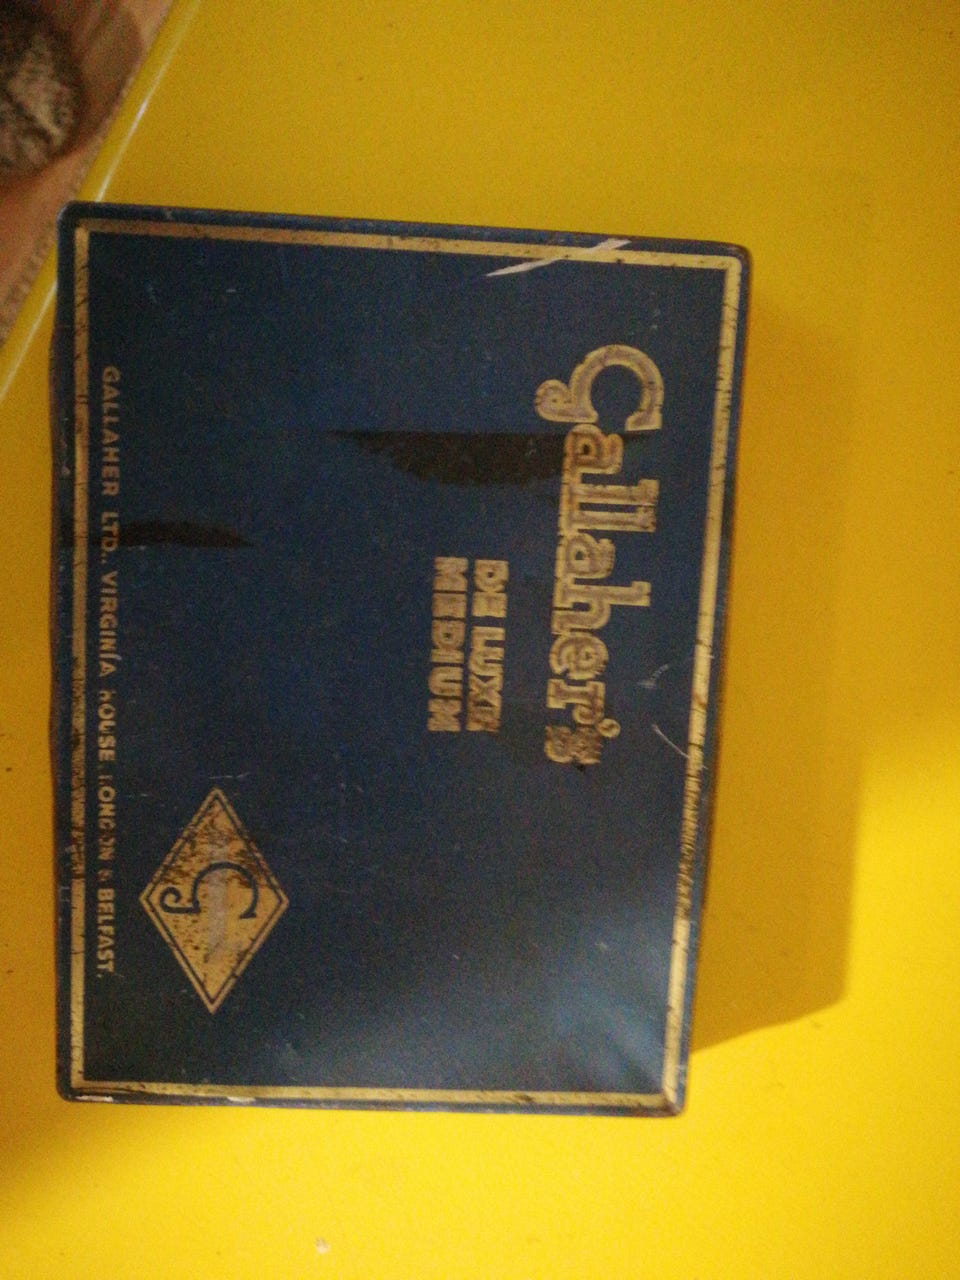 Gallaher's
DE LUXE
MEDIUM
G
GALLAHER LTD., VIRGINIA HOUSE, LONDON & BELFAST.